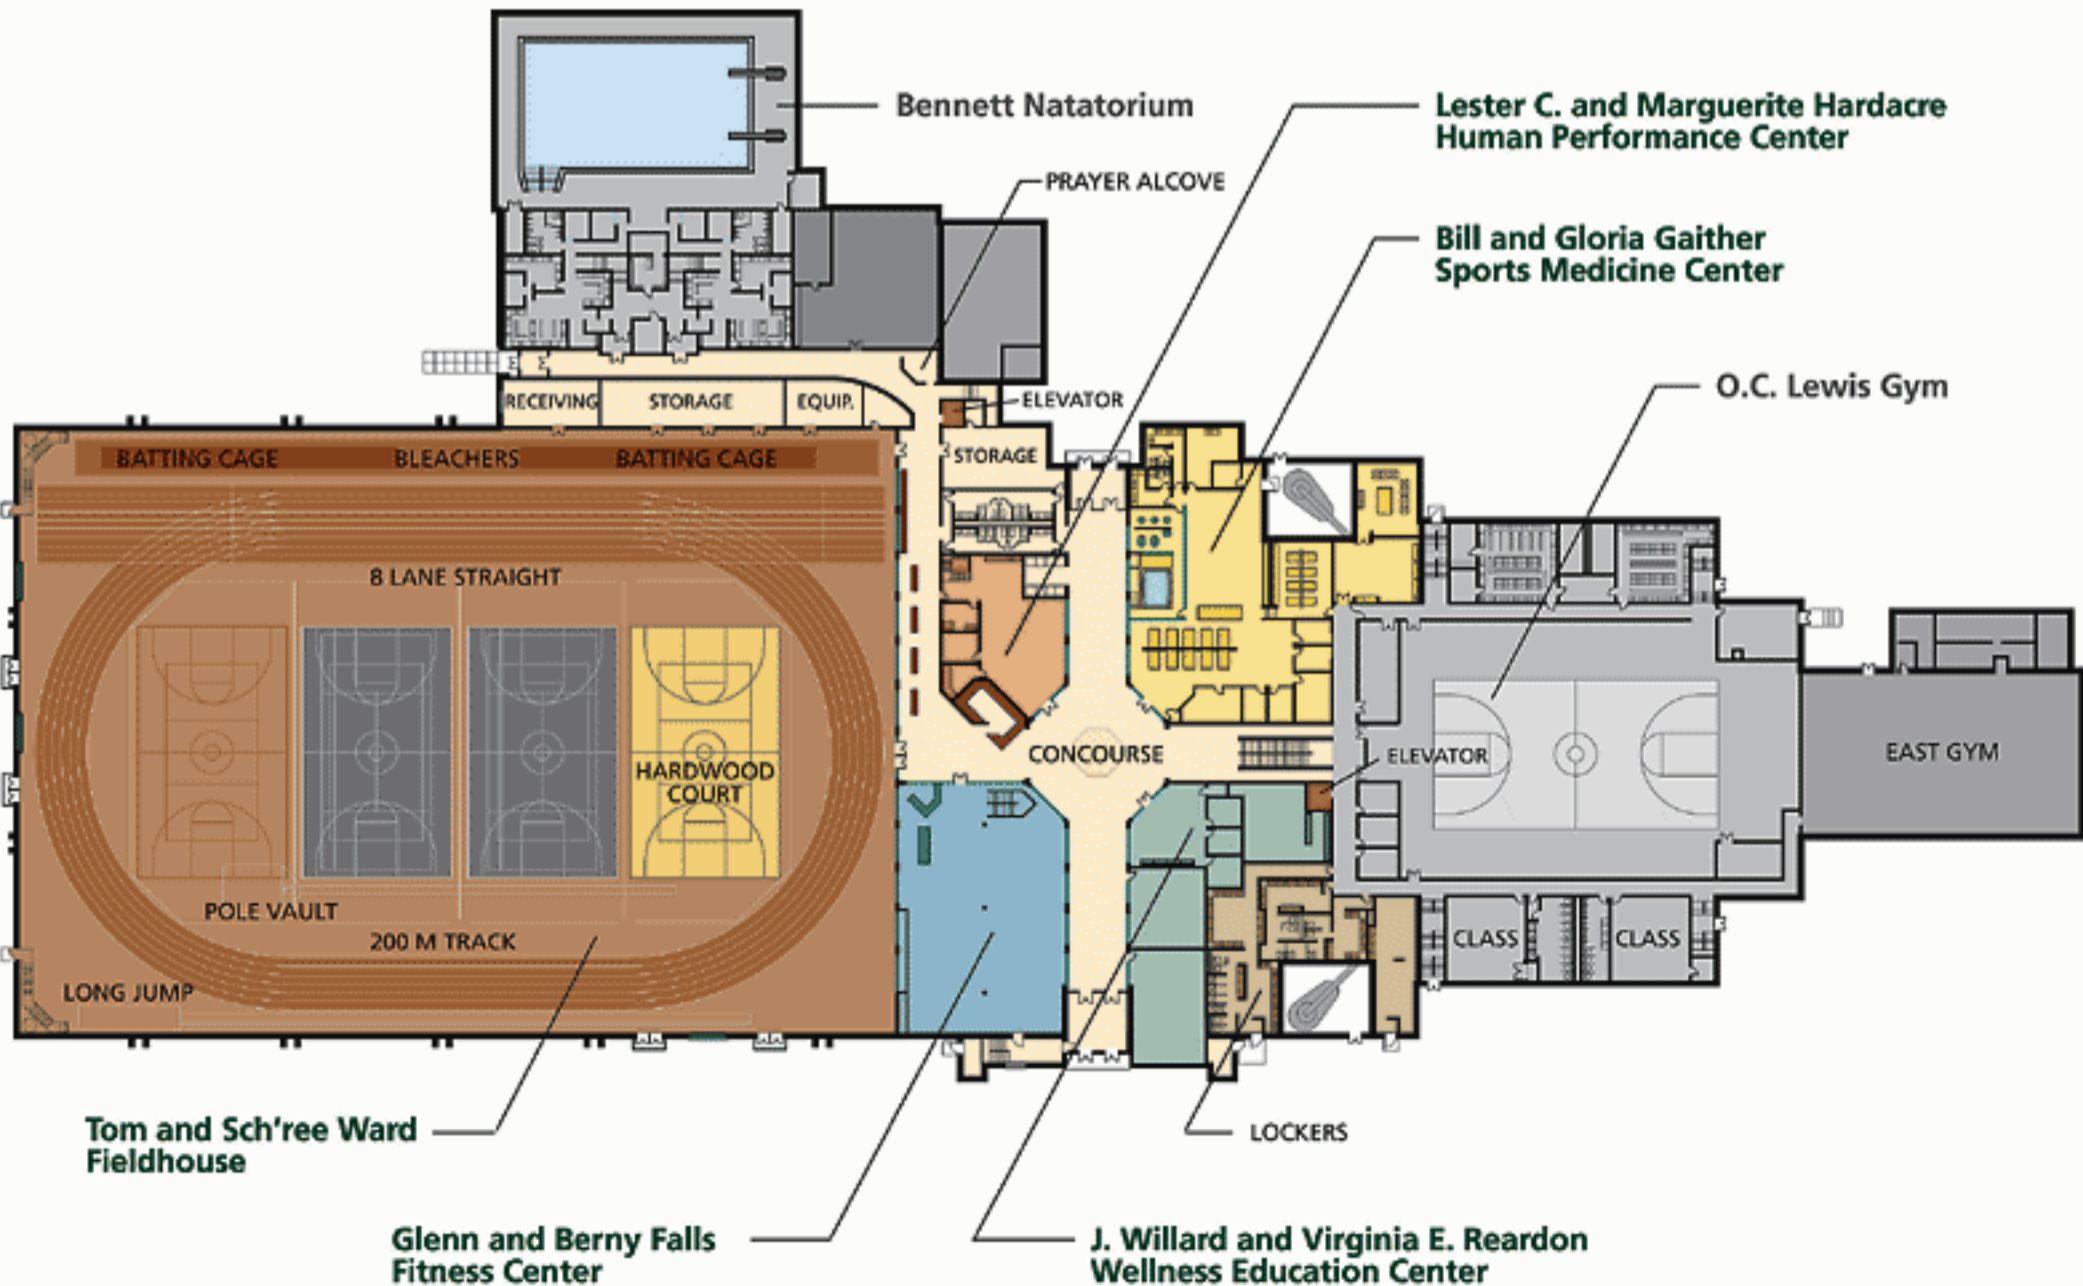 Bennett Natatorium
Lester C. and Marguerite Hardacre
Human Performance Center
PRAYER ALCOVE
Bill and Gloria Gaither
Sports Medicine Center
O.C. Lewis Gym
RECEIVING
STORAGE
EQUIP.
ELEVATOR
BATTING CAGE
BLEACHERS
BATTING CAGE
STORAGE
8 LANE STRAIGHT
HARDWOOD
COURT
CONCOURSE
ELEVATOR
EAST GYM
POLE VAULT
200 M TRACK
CLASS
CLASS
LONG JUMP
Tom and Sch'ree Ward
Fieldhouse
LOCKERS
Glenn and Berny Falls
Fitness Center
J. Willard and Virginia E. Reardon
Wellness Education Center